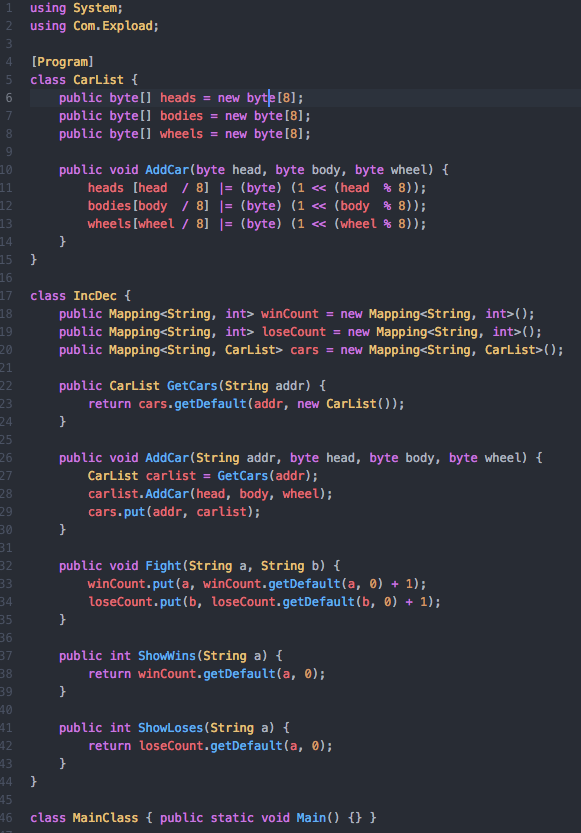 1 using System;
2 using Com.Expload;
3
4 [Program]
5 class CarList {
6     public byte[] heads = new byte[8];
7     public byte[] bodies = new byte[8];
8     public byte[] wheels = new byte[8];
9
10     public void AddCar(byte head, byte body, byte wheel) {
11         heads [head  / 8] |= (byte) (1 << (head  % 8));
12         bodies[body  / 8] |= (byte) (1 << (body  % 8));
13         wheels[wheel / 8] |= (byte) (1 << (wheel % 8));
14     }
15 }
16
17 class IncDec {
18     public Mapping<String, int> winCount = new Mapping<String, int>();
19     public Mapping<String, int> loseCount = new Mapping<String, int>();
20     public Mapping<String, CarList> cars = new Mapping<String, CarList>();
21
22     public CarList GetCars(String addr) {
23         return cars.getDefault(addr, new CarList());
24     }
25
26     public void AddCar(String addr, byte head, byte body, byte wheel) {
27         CarList carlist = GetCars(addr);
28         carlist.AddCar(head, body, wheel);
29         cars.put(addr, carlist);
30     }
31
32     public void Fight(String a, String b) {
33         winCount.put(a, winCount.getDefault(a, 0) + 1);
34         loseCount.put(b, loseCount.getDefault(b, 0) + 1);
35     }
36
37     public int ShowWins(String a) {
38         return winCount.getDefault(a, 0);
39     }
40
41     public int ShowLoses(String a) {
42         return loseCount.getDefault(a, 0);
43     }
44 }
45
46 class MainClass { public static void Main() {} }